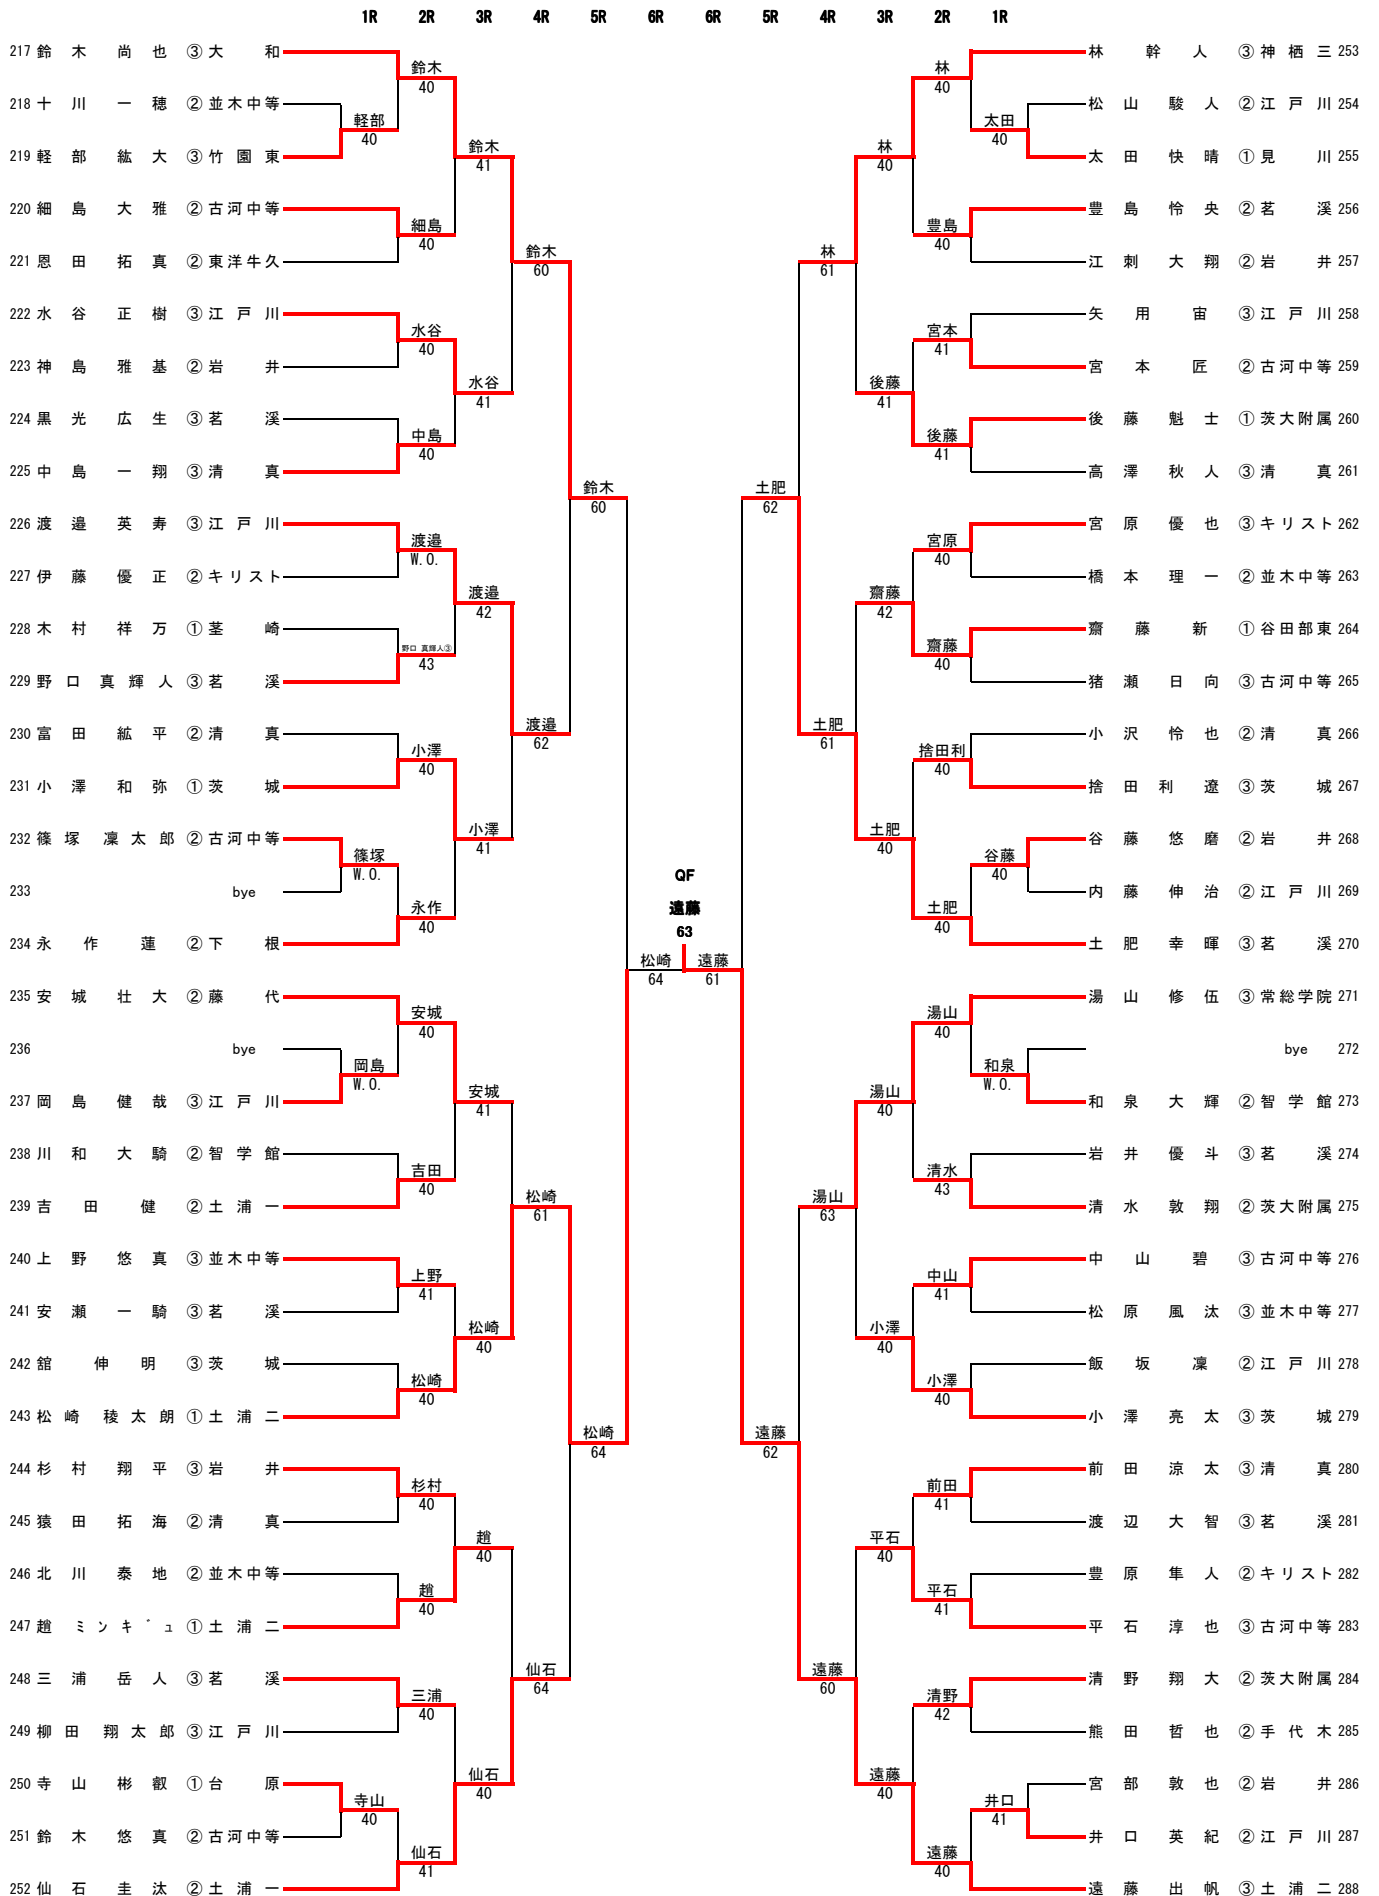 1R 2R 3R 4R 5R 6R 6R 5R 4R 3R 2R 1R
217 鈴木 尚也 ③ 大和
218 十川 一穂 ② 並木中等
219 軽部 紘大 ③ 竹園東
220 細島 大雅 ② 古河中等
221 恩田 拓真 ② 東洋牛久
222 水谷 正樹 ③ 江戸川
223 神島 雅基 ② 岩井
224 黒光 広生 ③ 茗溪
225 中島 一翔 ③ 清真
226 渡邉 英寿 ③ 江戸川
227 伊藤 優正 ② キリスト
228 木村 祥万 ① 茎崎
229 野口 真輝人 ③ 茗溪
230 富田 紘平 ② 清真
231 小澤 和弥 ① 茨城
232 篠塚 凜太郎 ② 古河中等
233 bye
234 永作 蓮 ② 下根
235 安城 壮大 ② 藤代
236 bye
237 岡島 健哉 ③ 江戸川
238 川和 大騎 ② 智学館
239 吉田 健 ② 土浦一
240 上野 悠真 ③ 並木中等
241 安瀬 一騎 ③ 茗溪
242 舘 伸明 ③ 茨城
243 松崎 稜太朗 ① 土浦二
244 杉村 翔平 ③ 岩井
245 猿田 拓海 ② 清真
246 北川 泰地 ② 並木中等
247 趙 ミンギュ ① 土浦二
248 三浦 岳人 ③ 茗溪
249 柳田 翔太郎 ③ 江戸川
250 寺山 彬叡 ① 台原
251 鈴木 悠真 ② 古河中等
252 仙石 圭汰 ② 土浦一
軽部
40
篠塚
W.O.
岡島
W.O.
寺山
40
鈴木
40
細島
40
水谷
40
中島
40
渡邉
W.O.
野口 真輝人③
43
小澤
40
永作
40
安城
40
吉田
40
上野
41
松崎
40
杉村
40
趙
40
三浦
40
仙石
41
鈴木
41
水谷
41
渡邉
42
小澤
41
安城
41
松崎
40
趙
40
仙石
40
鈴木
60
渡邉
62
松崎
61
仙石
64
鈴木
60
松崎
64
松崎
64
QF
遠藤
63
遠藤
61
土肥
62
遠藤
62
林
61
土肥
61
湯山
63
遠藤
60
林
40
後藤
41
齋藤
42
土肥
40
湯山
40
小澤
40
平石
40
遠藤
40
林
40
豊島
40
宮本
41
後藤
41
宮原
40
齋藤
40
捨田利
40
土肥
40
湯山
40
清水
43
中山
41
小澤
40
前田
41
平石
41
清野
42
遠藤
40
太田
40
谷藤
40
和泉
W.O.
井口
41
林 幹人 ③ 神栖三 253
松山 駿人 ② 江戸川 254
太田 快晴 ① 見川 255
豊島 怜央 ② 茗溪 256
江刺 大翔 ② 岩井 257
矢用 宙 ③ 江戸川 258
宮本 匠 ② 古河中等 259
後藤 魁士 ① 茨大附属 260
高澤 秋人 ③ 清真 261
宮原 優也 ③ キリスト 262
橋本 理一 ② 並木中等 263
齋藤 新 ① 谷田部東 264
猪瀬 日向 ③ 古河中等 265
小沢 怜也 ② 清真 266
捨田利 遼 ③ 茨城 267
谷藤 悠磨 ② 岩井 268
内藤 伸治 ② 江戸川 269
土肥 幸暉 ③ 茗溪 270
湯山 修伍 ③ 常総学院 271
bye 272
和泉 大輝 ② 智学館 273
岩井 優斗 ③ 茗溪 274
清水 敦翔 ② 茨大附属 275
中山 碧 ③ 古河中等 276
松原 風汰 ③ 並木中等 277
飯坂 凜 ② 江戸川 278
小澤 亮太 ③ 茨城 279
前田 涼太 ③ 清真 280
渡辺 大智 ③ 茗溪 281
豊原 隼人 ② キリスト 282
平石 淳也 ③ 古河中等 283
清野 翔大 ② 茨大附属 284
熊田 哲也 ② 手代木 285
宮部 敦也 ② 岩井 286
井口 英紀 ② 江戸川 287
遠藤 出帆 ③ 土浦二 288